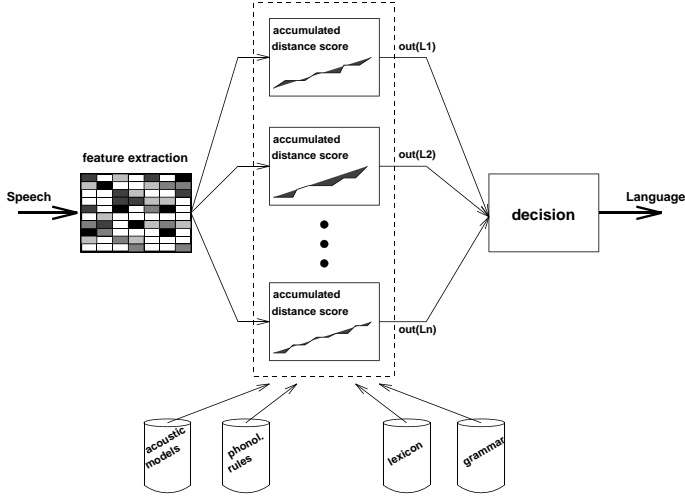 accumulated
distance score
out(L1)
feature extraction
accumulated
distance score
out(L2)
Speech
decision
Language
accumulated
distance score
out(Ln)
acoustic
models
phonol.
rules
lexicon
grammar